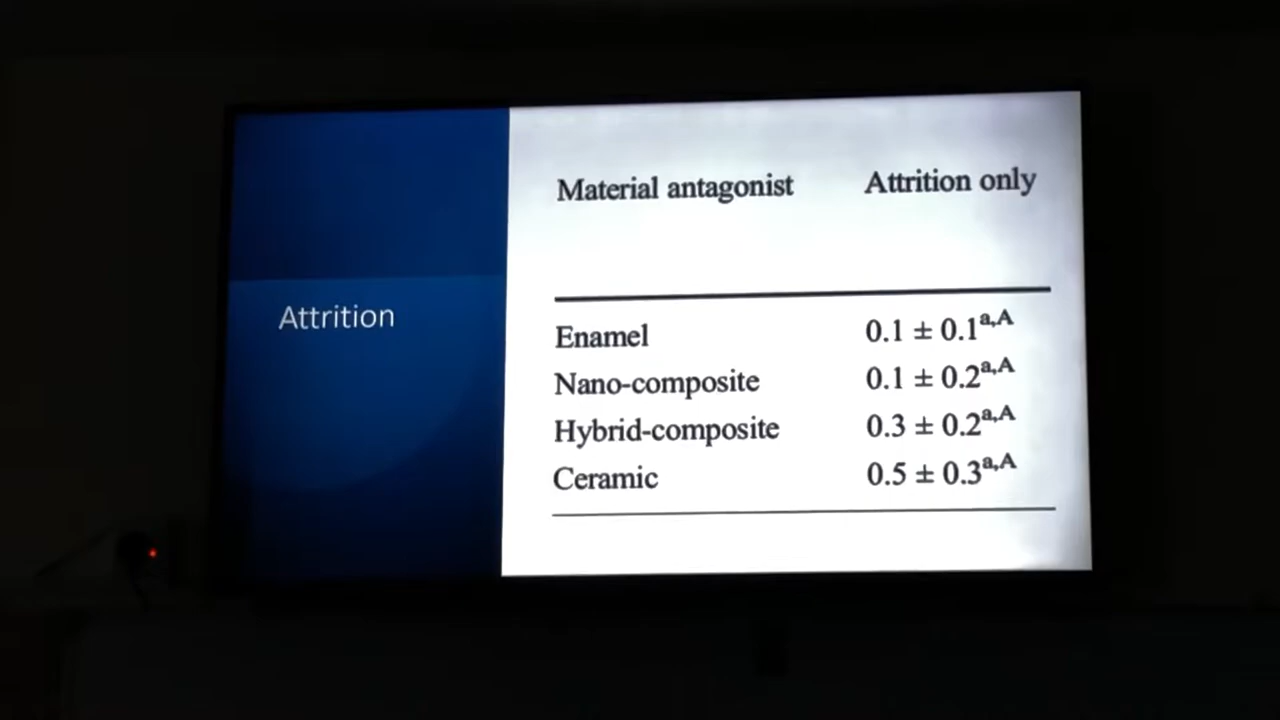 Attrition
Material antagonist Attrition only
Enamel 0.1 ± 0.1a,A
Nano-composite 0.1 ± 0.2a,A
Hybrid-composite 0.3 ± 0.2a,A
Ceramic 0.5 ± 0.3a,A